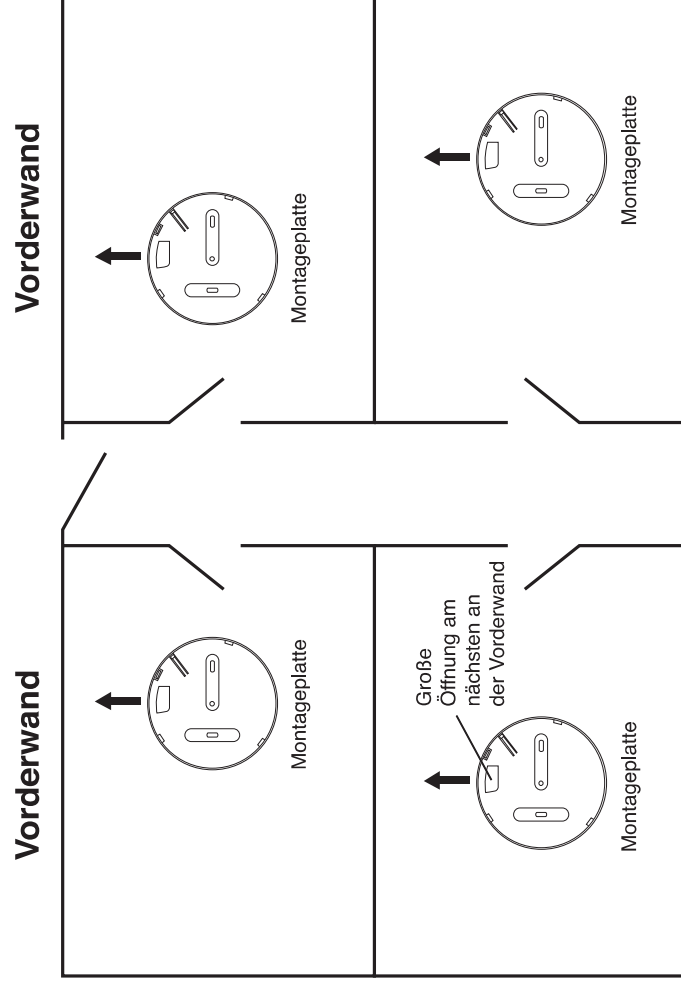 Vorderwand
Vorderwand
Montageplatte
Montageplatte
Große
Öffnung am
nächsten an
der Vorderwand
Montageplatte
Montageplatte